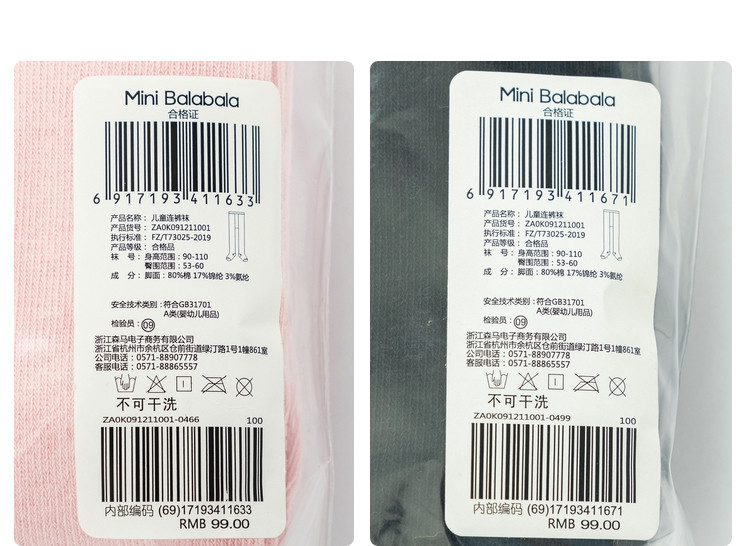 Mini Balabala
合格证
6 917193 411633
产品名称： 儿童连裤袜
产品货号： ZA0K091211001
执行标准： FZ/T73025-2019
产品等级： 合格品
袜　号： 身高范围：90-110
臀围范围：53-60
成　分： 脚面：80%棉 17%锦纶 3%氨纶
安全技术类别：符合GB31701
A类(婴幼儿用品)
检验员： 09
浙江森马电子商务有限公司
浙江省杭州市余杭区仓前街道绿汀路1号1幢861室
公司电话：0571-88907778
客服电话：0571-88865557
不可干洗
ZA0K091211001-0466 100
内部编码 (69)17193411633
RMB 99.00
Mini Balabala
合格证
6 917193 411671
产品名称： 儿童连裤袜
产品货号： ZA0K091211001
执行标准： FZ/T73025-2019
产品等级： 合格品
袜　号： 身高范围：90-110
臀围范围：53-60
成　分： 脚面：80%棉 17%锦纶 3%氨纶
安全技术类别：符合GB31701
A类(婴幼儿用品)
检验员： 09
浙江森马电子商务有限公司
浙江省杭州市余杭区仓前街道绿汀路1号1幢861室
公司电话：0571-88907778
客服电话：0571-88865557
不可干洗
ZA0K091211001-0499 100
内部编码 (69)17193411671
RMB 99.00